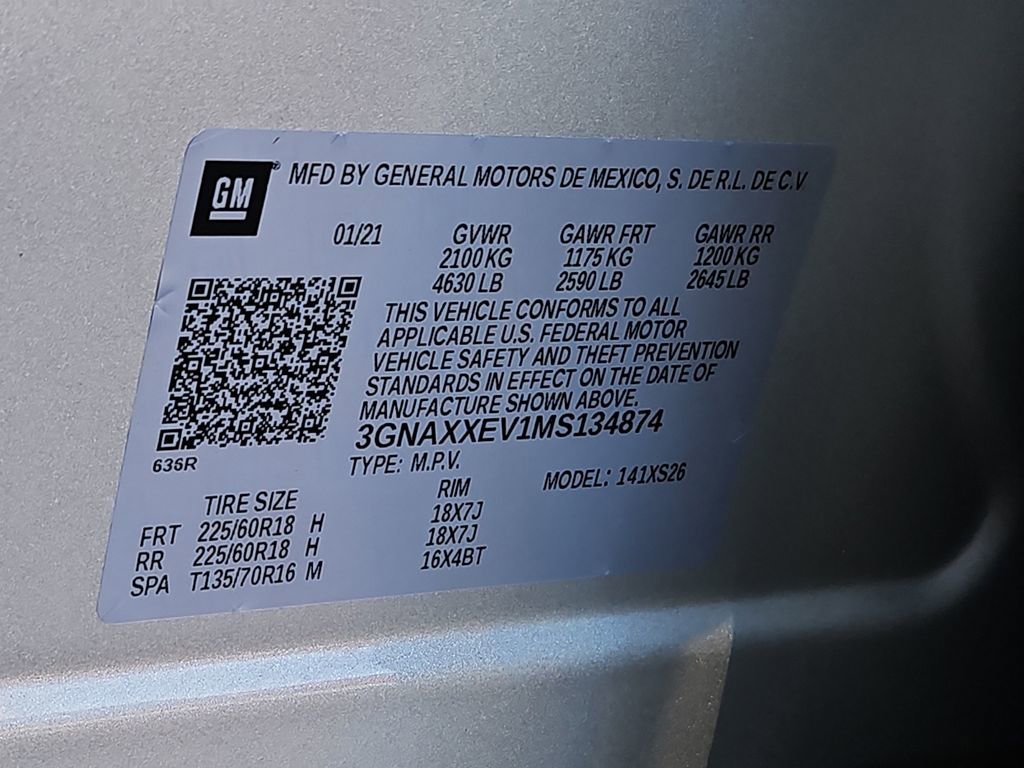 GM ® MFD BY GENERAL MOTORS DE MEXICO, S. DE R.L. DE C.V
01/21 GVWR GAWR FRT GAWR RR
2100 KG 1175 KG 1200 KG
4630 LB 2590 LB 2645 LB
THIS VEHICLE CONFORMS TO ALL
APPLICABLE U.S. FEDERAL MOTOR
VEHICLE SAFETY AND THEFT PREVENTION
STANDARDS IN EFFECT ON THE DATE OF
MANUFACTURE SHOWN ABOVE.
3GNAXXEV1MS134874
636R TYPE: M.P.V. MODEL: 141XS26
TIRE SIZE RIM
FRT 225/60R18 H 18X7J
RR 225/60R18 H 18X7J
SPA T135/70R16 M 16X4BT